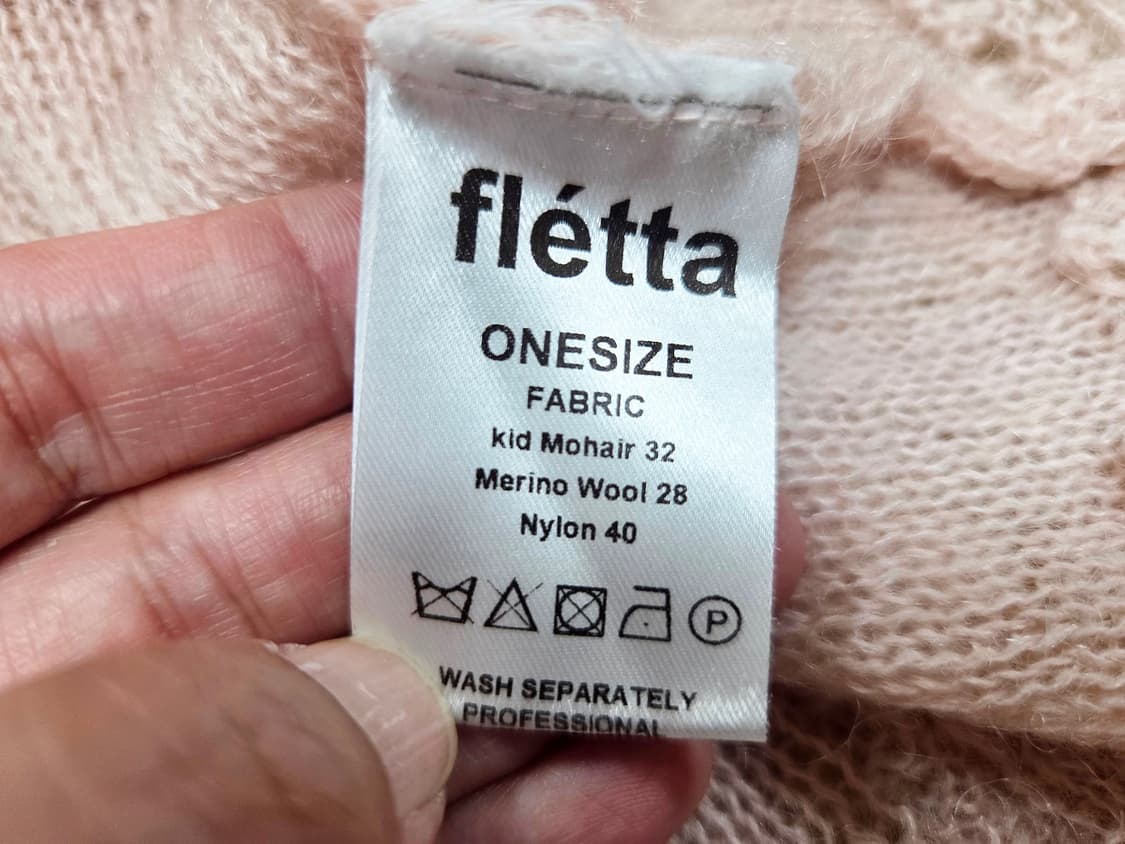 flétta
ONESIZE
FABRIC
kid Mohair 32
Merino Wool 28
Nylon 40
P
WASH SEPARATELY
PROFESSIONAL